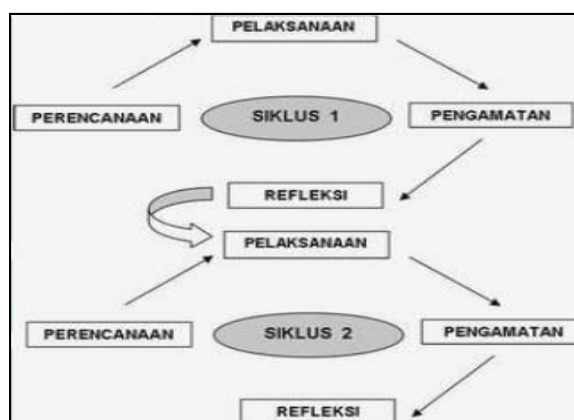 PELAKSANAAN
PERENCANAAN
SIKLUS 1
PENGAMATAN
REFLEKSI
PELAKSANAAN
PERENCANAAN
SIKLUS 2
PENGAMATAN
REFLEKSI